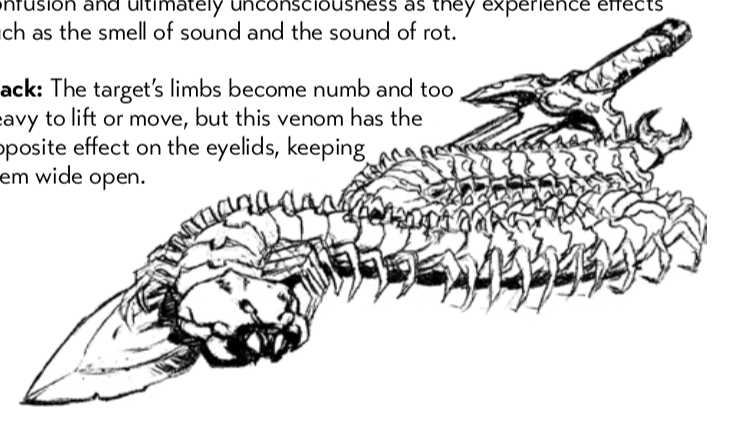 nfusion and ultimately unconsciousness as they experience effects
ch as the smell of sound and the sound of rot.
ack: The target's limbs become numb and too
eavy to lift or move, but this venom has the
pposite effect on the eyelids, keeping
em wide open.